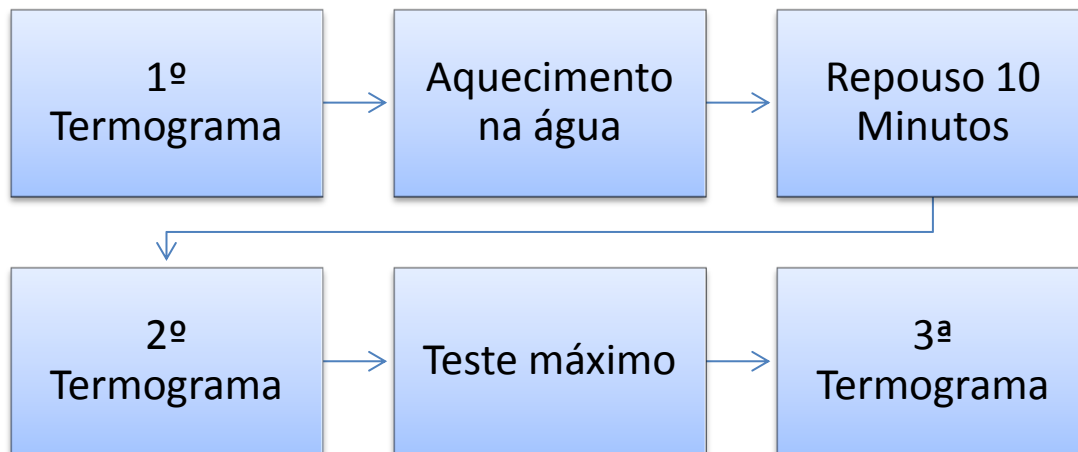 1º
Termograma
Aquecimento
na água
Repouso 10
Minutos
2º
Termograma
Teste máximo
3ª
Termograma